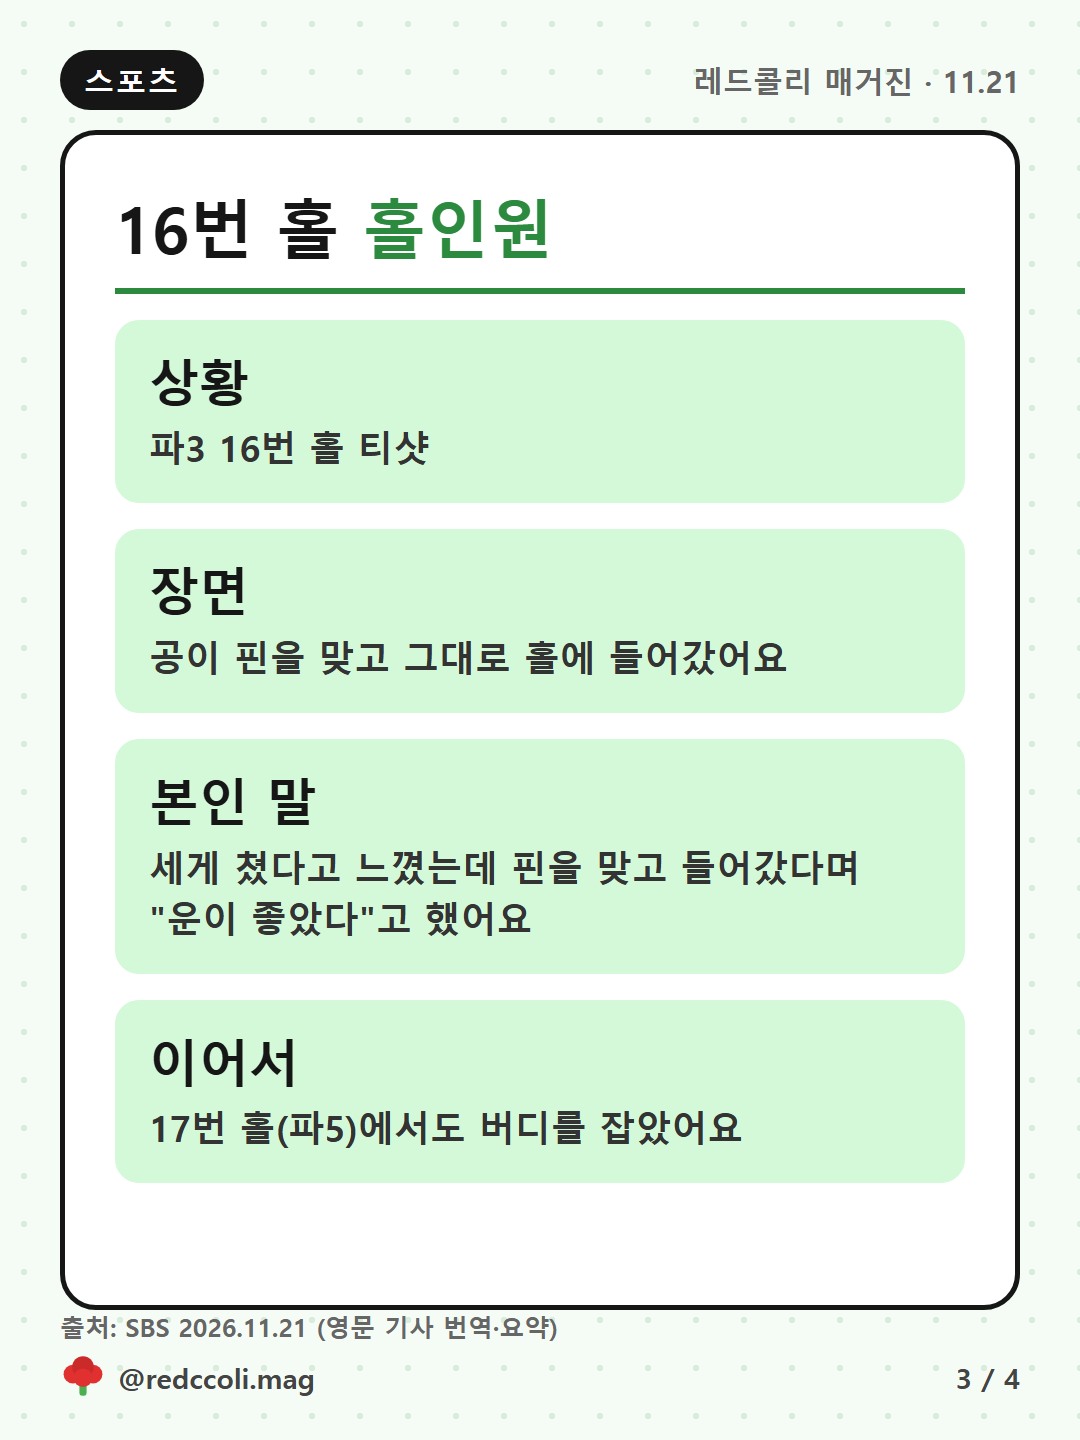 스포츠
레드콜리 매거진 · 11.21
16번 홀 홀인원
상황
파3 16번 홀 티샷
장면
공이 핀을 맞고 그대로 홀에 들어갔어요
본인 말
세게 쳤다고 느꼈는데 핀을 맞고 들어갔다며
"운이 좋았다"고 했어요
이어서
17번 홀(파5)에서도 버디를 잡았어요
출처: SBS 2026.11.21 (영문 기사 번역·요약)
@redccoli.mag
3 / 4